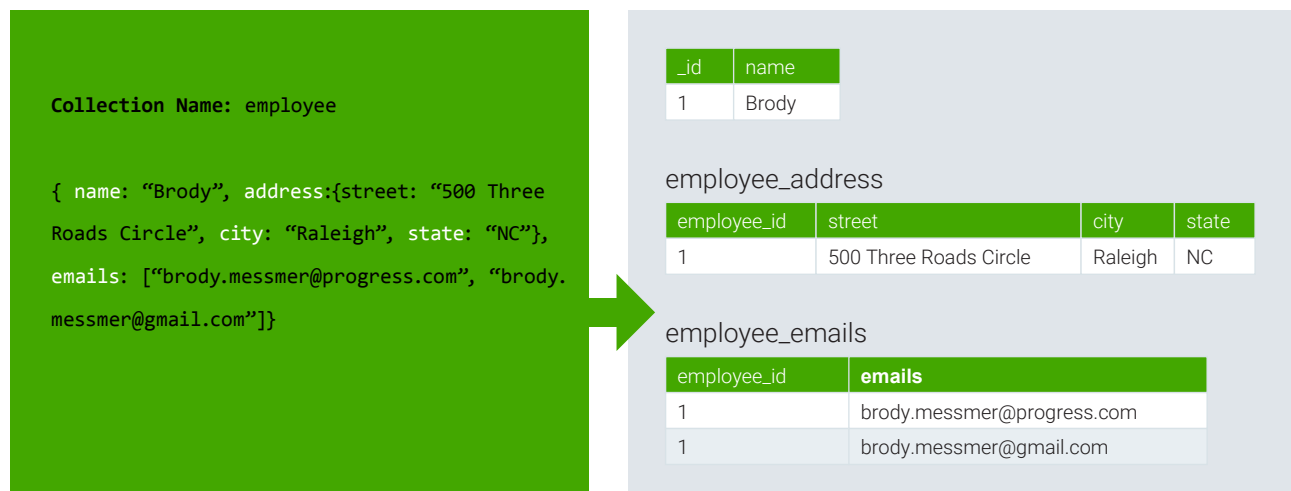 Collection Name: employee
{ name: “Brody”, address:{street: “500 Three
Roads Circle”, city: “Raleigh”, state: “NC”},
emails: [“brody.messmer@progress.com”, “brody.
messmer@gmail.com”]}
_id name
1 Brody
employee_address
employee_id street city state
1 500 Three Roads Circle Raleigh NC
employee_emails
employee_id emails
1 brody.messmer@progress.com
1 brody.messmer@gmail.com